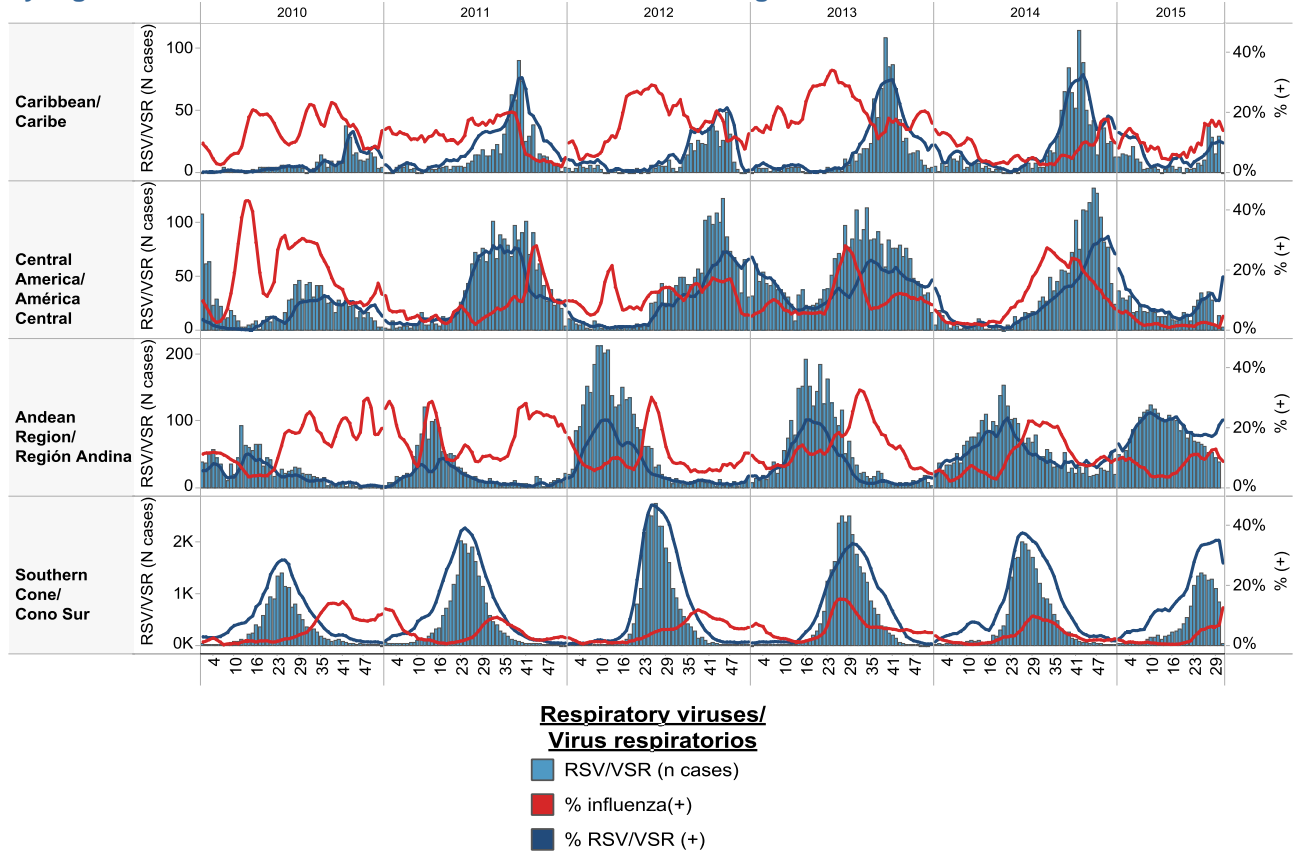 2010 2011 2012 2013 2014 2015
Caribbean/
Caribe
RSV/VSR (N cases)
100
50
0
40%
20%
0%
% (+)
Central
America/
América
Central
RSV/VSR (N cases)
100
50
0
40%
20%
0%
% (+)
Andean
Region/
Región Andina
RSV/VSR (N cases)
200
100
0
40%
20%
0%
% (+)
Southern
Cone/
Cono Sur
RSV/VSR (N cases)
2K
1K
0K
40%
20%
0%
% (+)
4 10 16 23 29 35 41 47 4 10 16 23 29 35 41 47 4 10 16 23 29 35 41 47 4 10 16 23 29 35 41 47 4 10 16 23 29 35 41 47 4 10 16 23 29
Respiratory viruses/
Virus respiratorios
RSV/VSR (n cases)
% influenza(+)
% RSV/VSR (+)